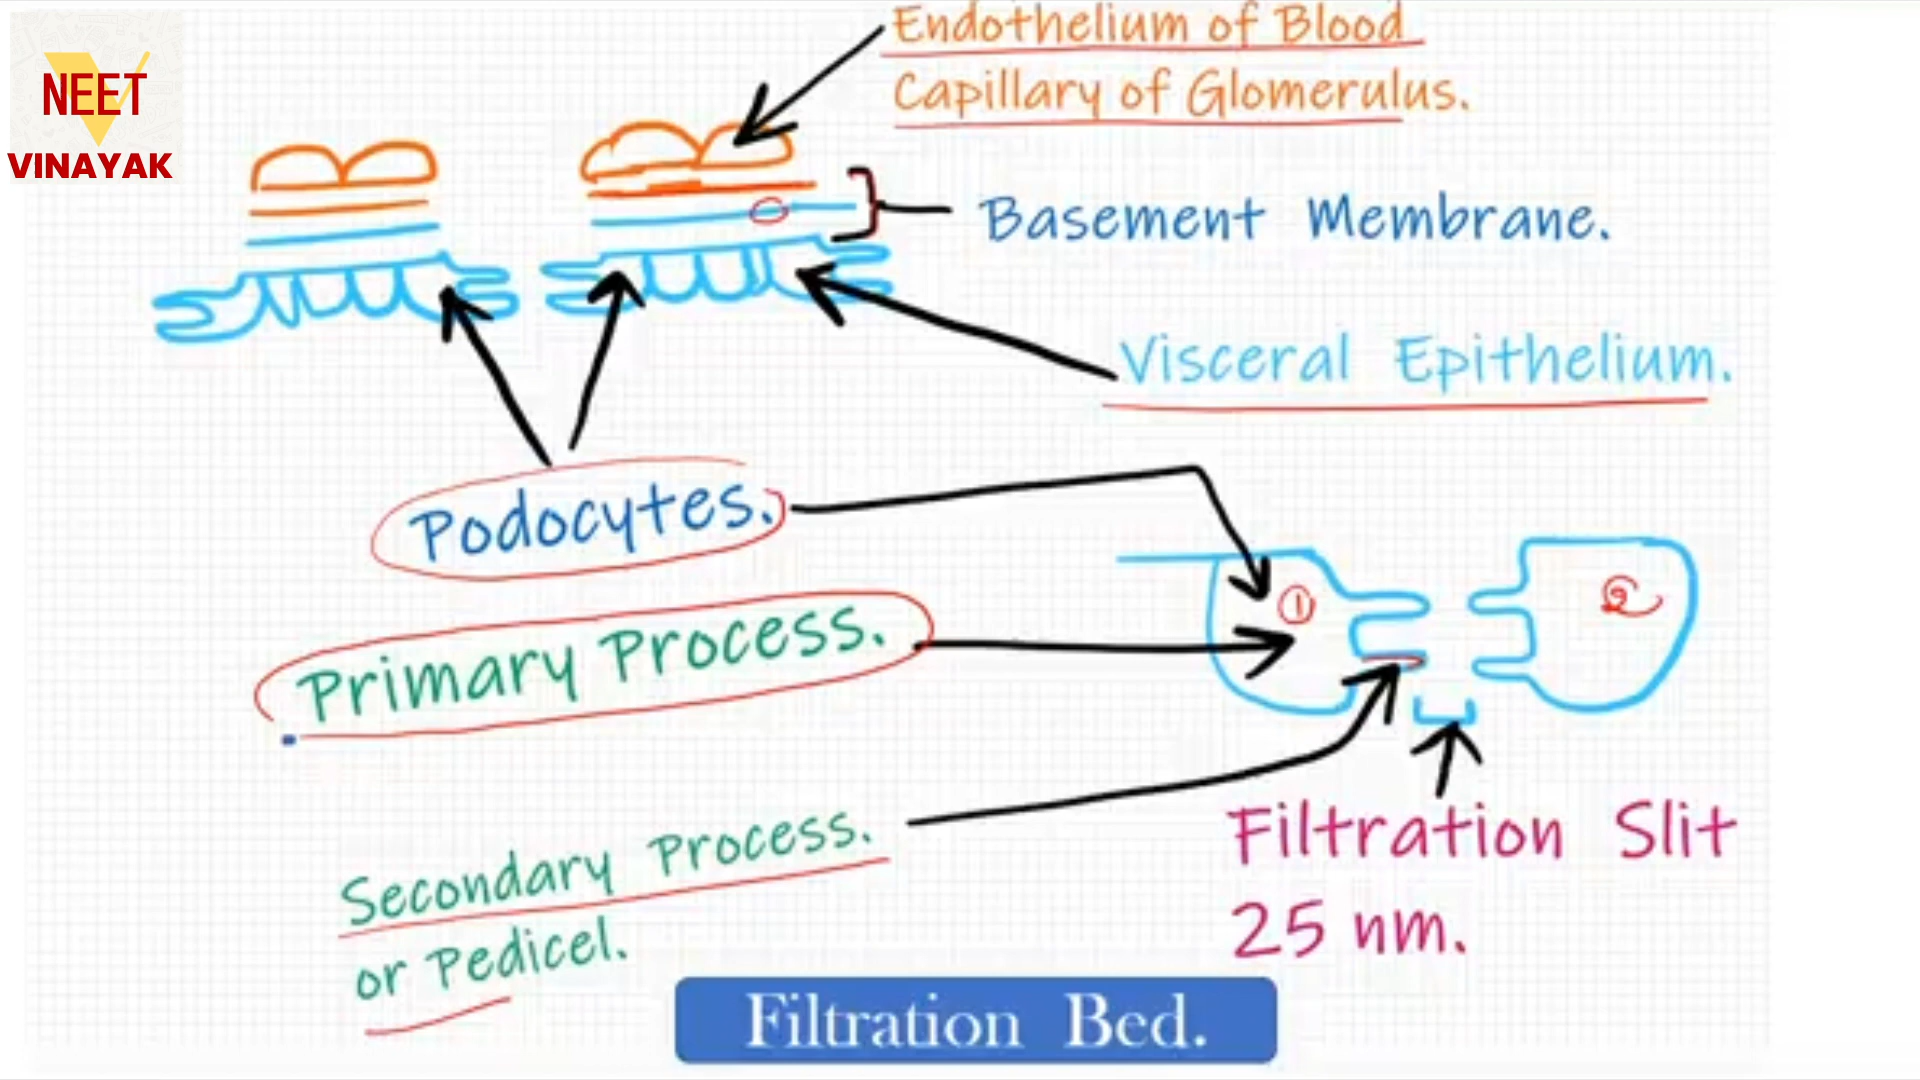 NEET
VINAYAK
Endothelium of Blood
Capillary of Glomerulus.
Basement Membrane.
Visceral Epithelium.
Podocytes.
1
2
Primary Process.
Secondary Process.
or Pedicel.
Filtration Slit
25 nm.
Filtration Bed.